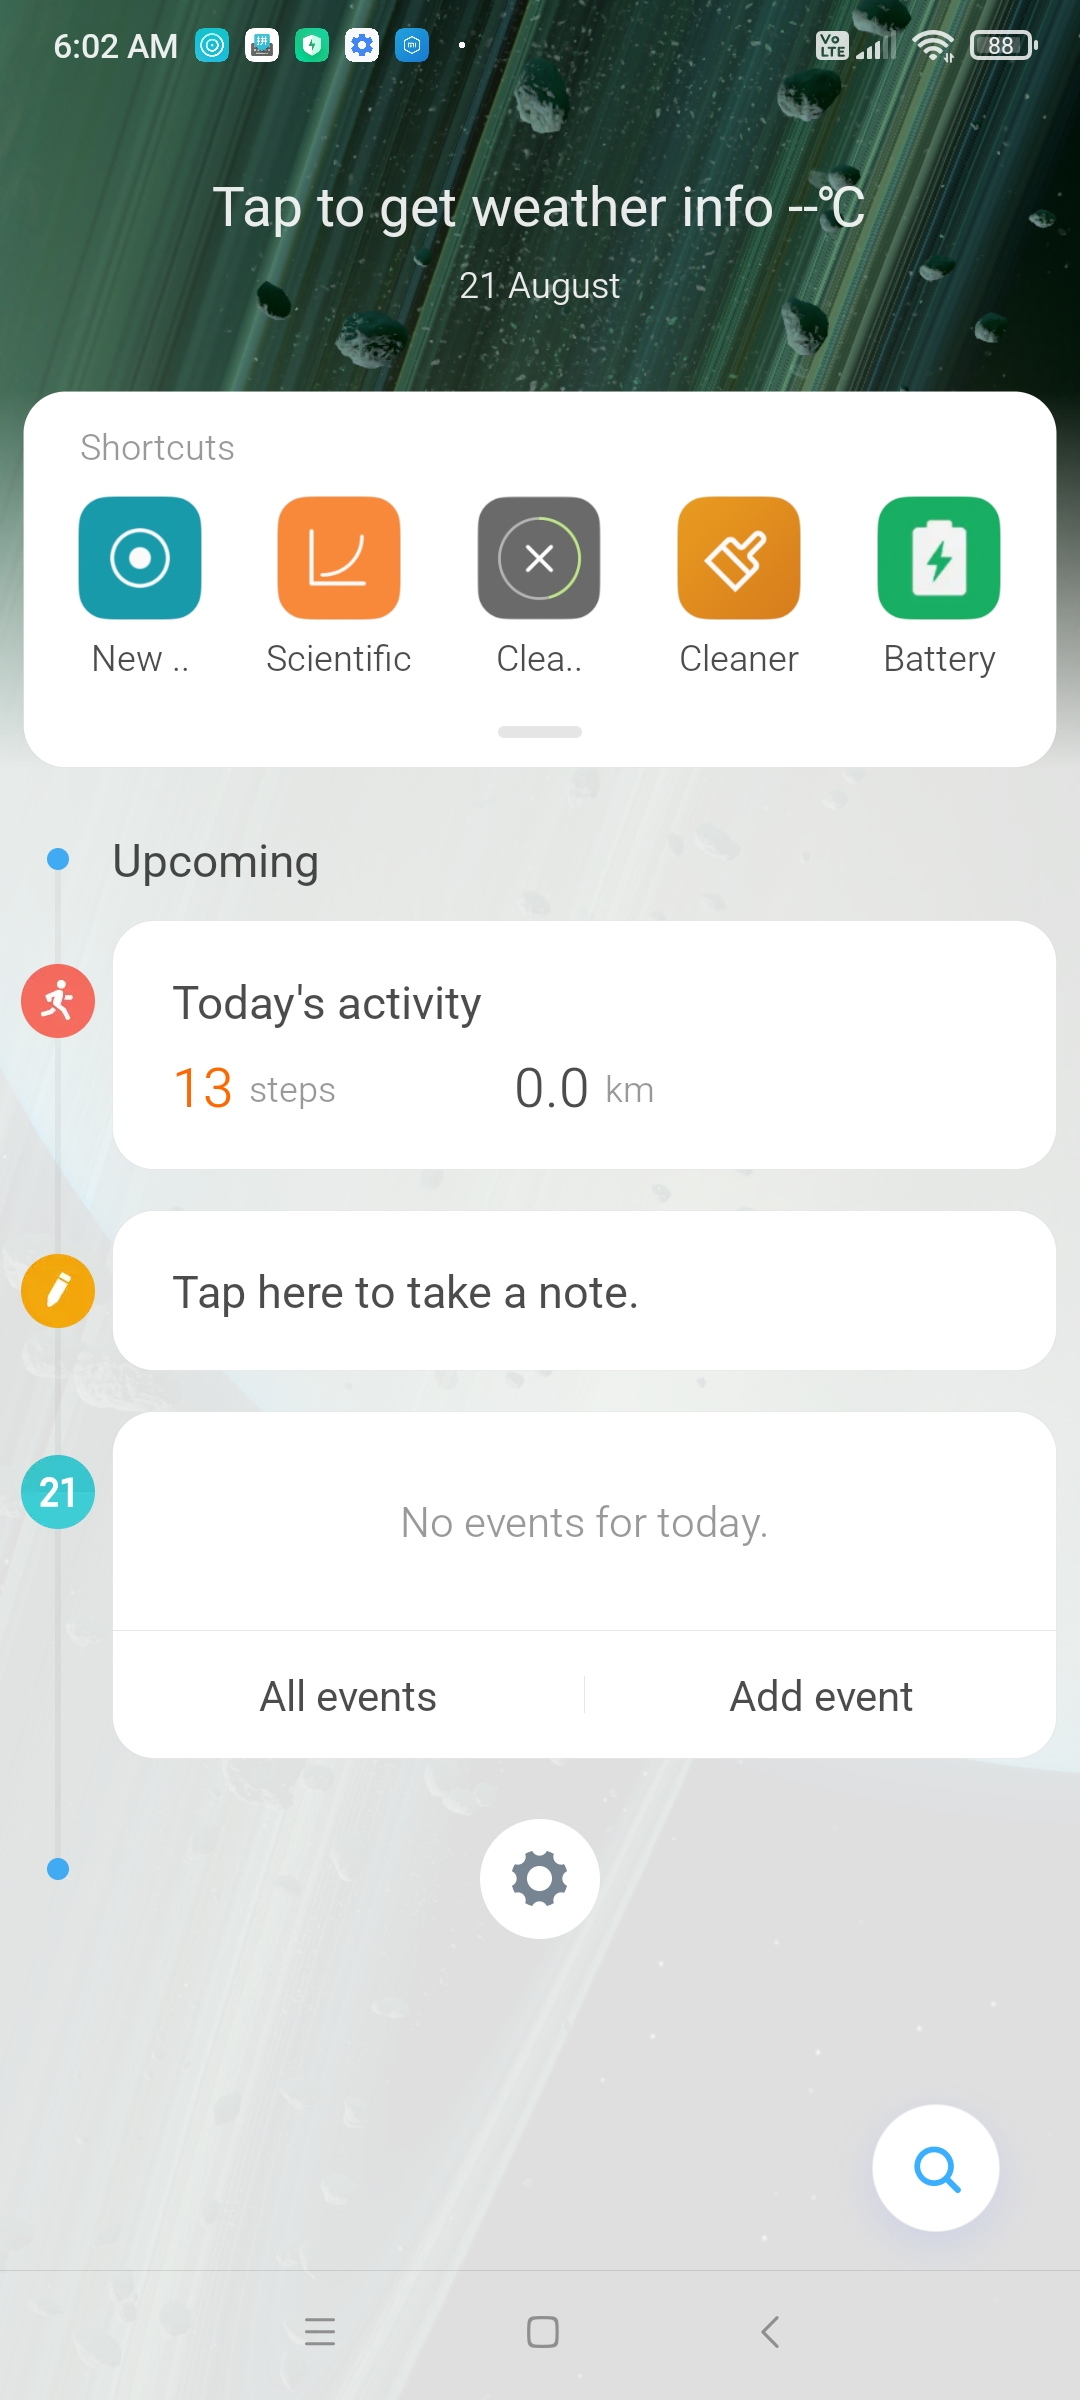 6:02 AM
Vo LTE
88
Tap to get weather info --°C
21 August
Shortcuts
New ..
Scientific
Clea..
Cleaner
Battery
Upcoming
Today's activity
13 steps
0.0 km
Tap here to take a note.
21
No events for today.
All events
Add event